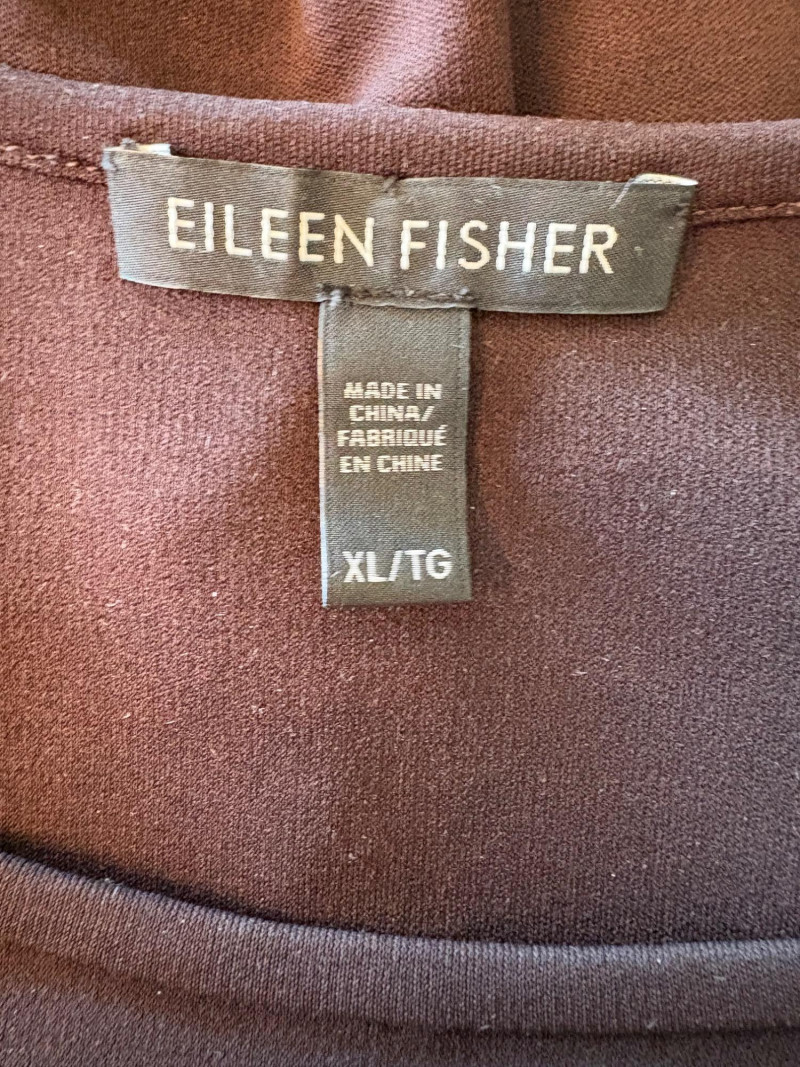 EILEEN FISHER
MADE IN
CHINA/
FABRIQUÉ
EN CHINE
XL/TG